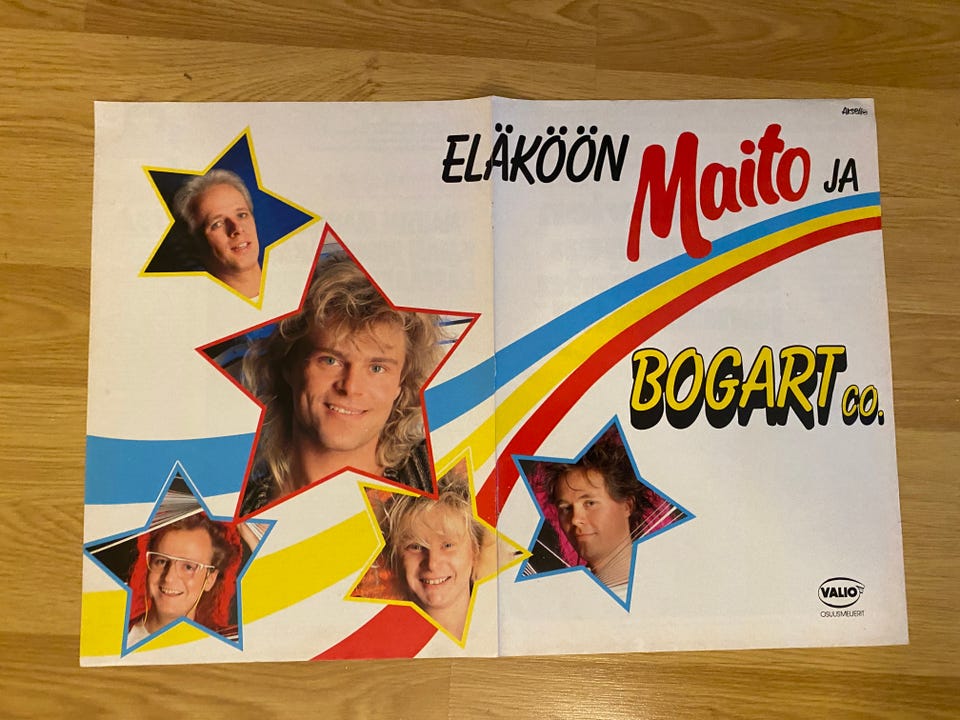 ELÄKÖÖN Maito JA
BOGART CO.
VALIO
OSUUSMEIJERIT